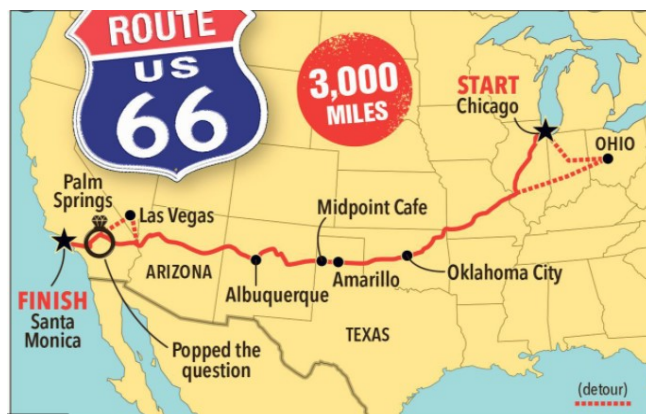 ROUTE
US
66
3,000
MILES
START
Chicago
OHIO
Palm
Springs
Las Vegas
Midpoint Cafe
ARIZONA
Albuquerque
Amarillo
Oklahoma City
FINISH
Santa
Monica
TEXAS
Popped the
question
(detour)